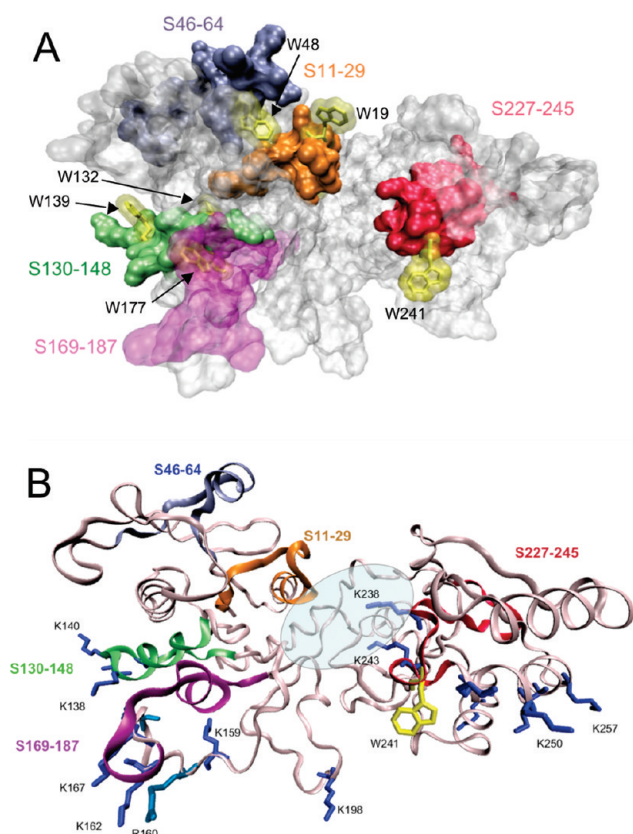 S46-64
W48
A
S11-29
W19
S227-245
W132
W139
S130-148
W177
W241
S169-187
B
S46-64
S11-29
S227-245
K238
K140
K243
S130-148
K138
K159
S169-187
W241
K257
K250
K167
K198
K162
R160